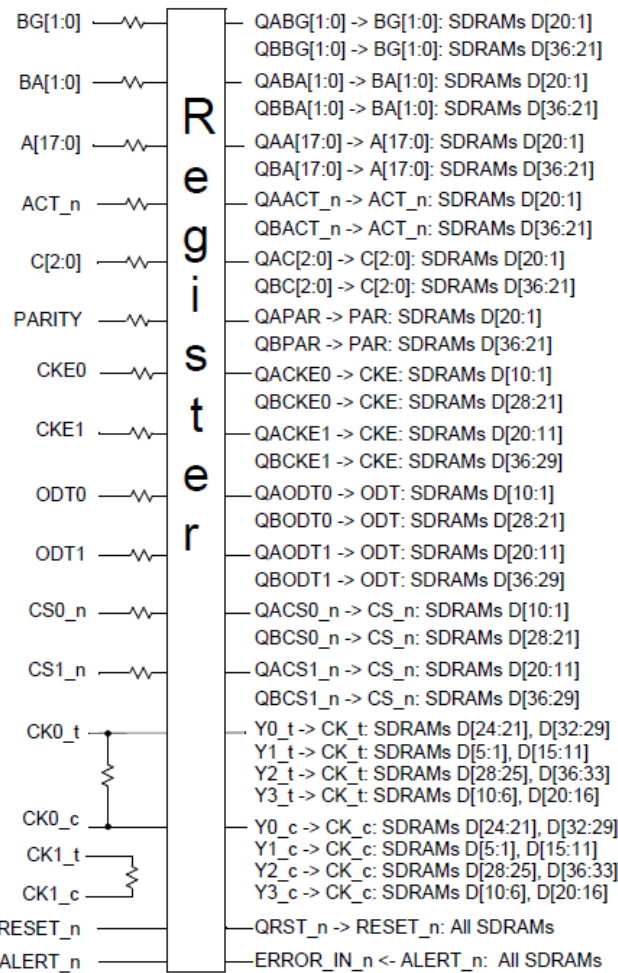 BG[1:0]
QABG[1:0] -> BG[1:0]: SDRAMs D[20:1]
QBBG[1:0] -> BG[1:0]: SDRAMs D[36:21]
BA[1:0]
QABA[1:0] -> BA[1:0]: SDRAMs D[20:1]
QBBA[1:0] -> BA[1:0]: SDRAMs D[36:21]
A[17:0]
QAA[17:0] -> A[17:0]: SDRAMs D[20:1]
QBA[17:0] -> A[17:0]: SDRAMs D[36:21]
ACT_n
QAACT_n -> ACT_n: SDRAMs D[20:1]
QBACT_n -> ACT_n: SDRAMs D[36:21]
C[2:0]
QAC[2:0] -> C[2:0]: SDRAMs D[20:1]
QBC[2:0] -> C[2:0]: SDRAMs D[36:21]
PARITY
QAPAR -> PAR: SDRAMs D[20:1]
QBPAR -> PAR: SDRAMs D[36:21]
CKE0
QACKE0 -> CKE: SDRAMs D[10:1]
QBCKE0 -> CKE: SDRAMs D[28:21]
CKE1
QACKE1 -> CKE: SDRAMs D[20:11]
QBCKE1 -> CKE: SDRAMs D[36:29]
ODT0
QAODT0 -> ODT: SDRAMs D[10:1]
QBODT0 -> ODT: SDRAMs D[28:21]
ODT1
QAODT1 -> ODT: SDRAMs D[20:11]
QBODT1 -> ODT: SDRAMs D[36:29]
CS0_n
QACS0_n -> CS_n: SDRAMs D[10:1]
QBCS0_n -> CS_n: SDRAMs D[28:21]
CS1_n
QACS1_n -> CS_n: SDRAMs D[20:11]
QBCS1_n -> CS_n: SDRAMs D[36:29]
CK0_t
Y0_t -> CK_t: SDRAMs D[24:21], D[32:29]
Y1_t -> CK_t: SDRAMs D[5:1], D[15:11]
Y2_t -> CK_t: SDRAMs D[28:25], D[36:33]
Y3_t -> CK_t: SDRAMs D[10:6], D[20:16]
CK0_c
Y0_c -> CK_c: SDRAMs D[24:21], D[32:29]
Y1_c -> CK_c: SDRAMs D[5:1], D[15:11]
Y2_c -> CK_c: SDRAMs D[28:25], D[36:33]
Y3_c -> CK_c: SDRAMs D[10:6], D[20:16]
CK1_t
CK1_c
RESET_n
QRST_n -> RESET_n: All SDRAMs
ALERT_n
ERROR_IN_n <- ALERT_n: All SDRAMs
Register